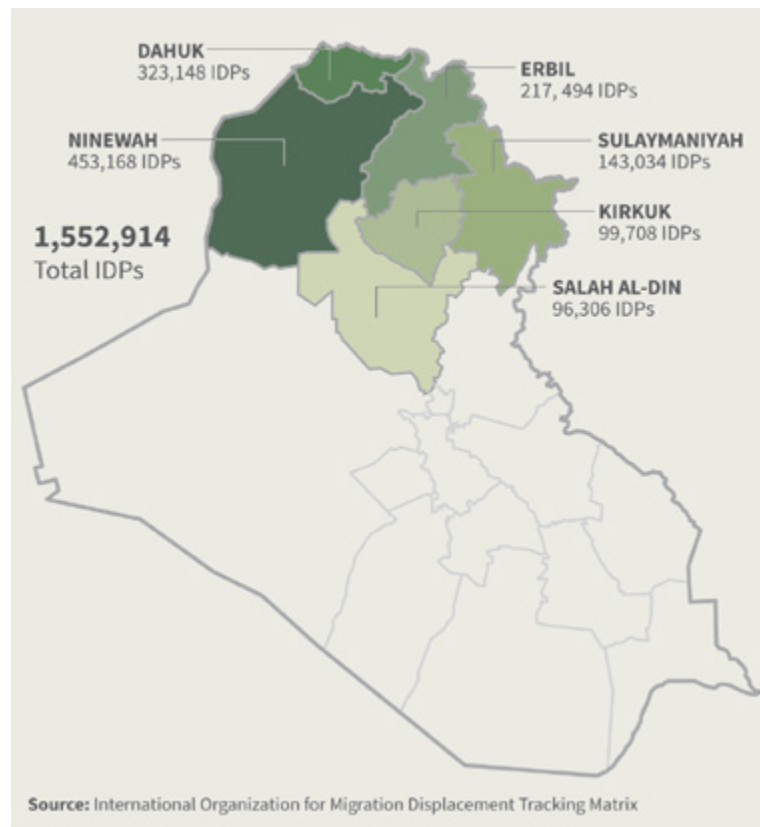 DAHUK
323,148 IDPs
ERBIL
217, 494 IDPs
NINEWAH
453,168 IDPs
SULAYMANIYAH
143,034 IDPs
KIRKUK
99,708 IDPs
1,552,914
Total IDPs
SALAH AL-DIN
96,306 IDPs
Source: International Organization for Migration Displacement Tracking Matrix